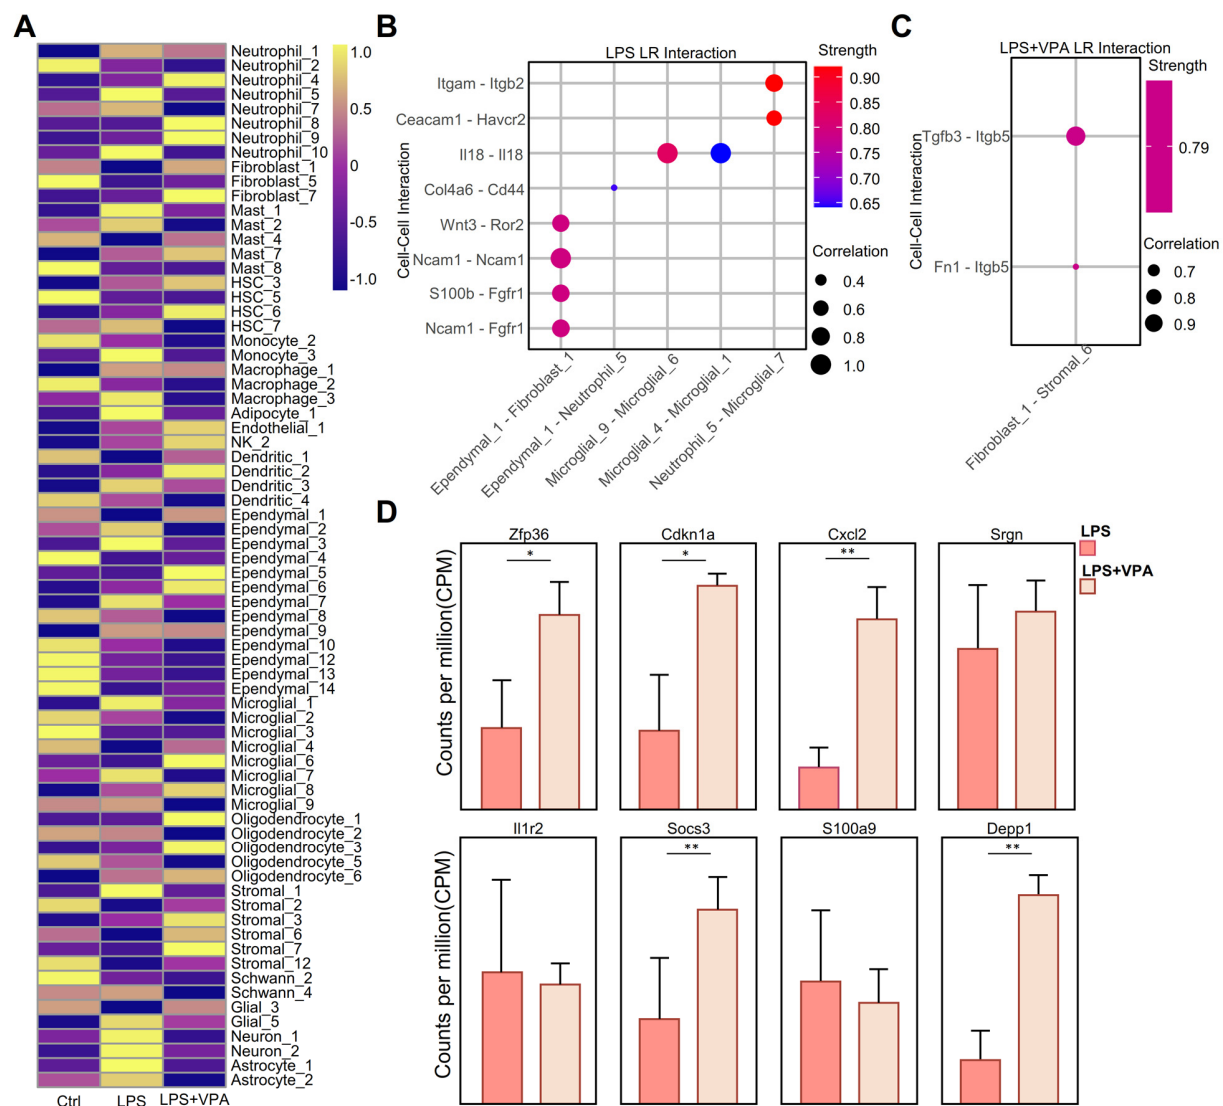 A
Neutrophil_1
Neutrophil_2
Neutrophil_4
Neutrophil_5
Neutrophil_7
Neutrophil_8
Neutrophil_9
Neutrophil_10
Fibroblast_1
Fibroblast_5
Fibroblast_7
Mast_1
Mast_2
Mast_4
Mast_7
Mast_8
HSC_3
HSC_5
HSC_6
HSC_7
Monocyte_2
Monocyte_3
Macrophage_1
Macrophage_2
Macrophage_3
Adipocyte_1
Endothelial_1
NK_2
Dendritic_1
Dendritic_2
Dendritic_3
Dendritic_4
Ependymal_1
Ependymal_2
Ependymal_3
Ependymal_4
Ependymal_5
Ependymal_6
Ependymal_7
Ependymal_8
Ependymal_9
Ependymal_10
Ependymal_12
Ependymal_13
Ependymal_14
Microglial_1
Microglial_2
Microglial_3
Microglial_4
Microglial_6
Microglial_7
Microglial_8
Microglial_9
Oligodendrocyte_1
Oligodendrocyte_2
Oligodendrocyte_3
Oligodendrocyte_5
Oligodendrocyte_6
Stromal_1
Stromal_2
Stromal_3
Stromal_6
Stromal_7
Stromal_12
Schwann_2
Schwann_4
Glial_3
Glial_5
Neuron_1
Neuron_2
Astrocyte_1
Astrocyte_2
Ctrl LPS LPS+VPA
1.0
0.5
0
-0.5
-1.0
B
LPS LR Interaction
Cell-Cell Interaction
Itgam - Itgb2
Ceacam1 - Havcr2
Il18 - Il18
Col4a6 - Cd44
Wnt3 - Ror2
Ncam1 - Ncam1
S100b - Fgfr1
Ncam1 - Fgfr1
Ependymal_1 - Fibroblast_1
Ependymal_1 - Neutrophil_5
Microglial_9 - Microglial_6
Microglial_4 - Microglial_1
Neutrophil_5 - Microglial_7
Strength
0.90
0.85
0.80
0.75
0.70
0.65
Correlation
0.4
0.6
0.8
1.0
C
LPS+VPA LR Interaction
Cell-Cell Interaction
Tgfb3 - Itgb5
Fn1 - Itgb5
Fibroblast_1 - Stromal_6
Strength
0.79
Correlation
0.7
0.8
0.9
D
Counts per million(CPM)
Zfp36
*
Cdkn1a
*
Cxcl2
**
Srgn
LPS
LPS+VPA
Counts per million(CPM)
Il1r2
Socs3
**
S100a9
Depp1
**